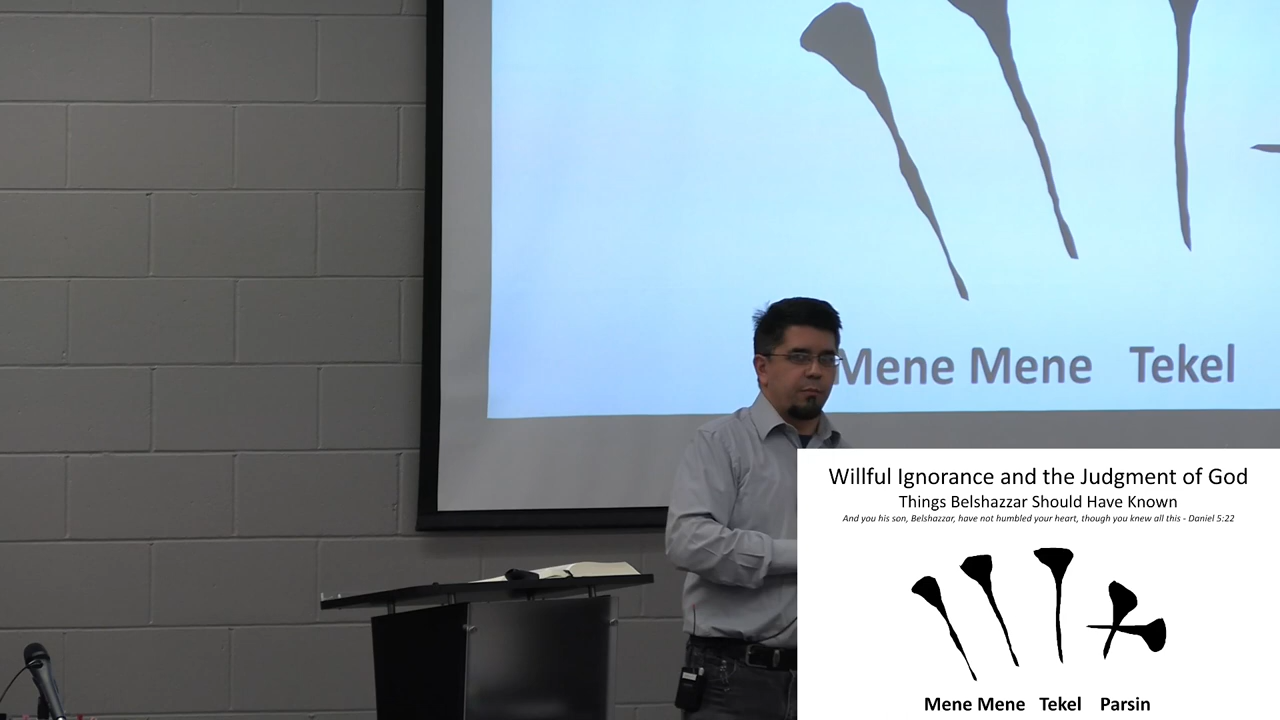 Mene Mene Tekel
Willful Ignorance and the Judgment of God
Things Belshazzar Should Have Known
And you his son, Belshazzar, have not humbled your heart, though you knew all this - Daniel 5:22
Mene Mene Tekel Parsin